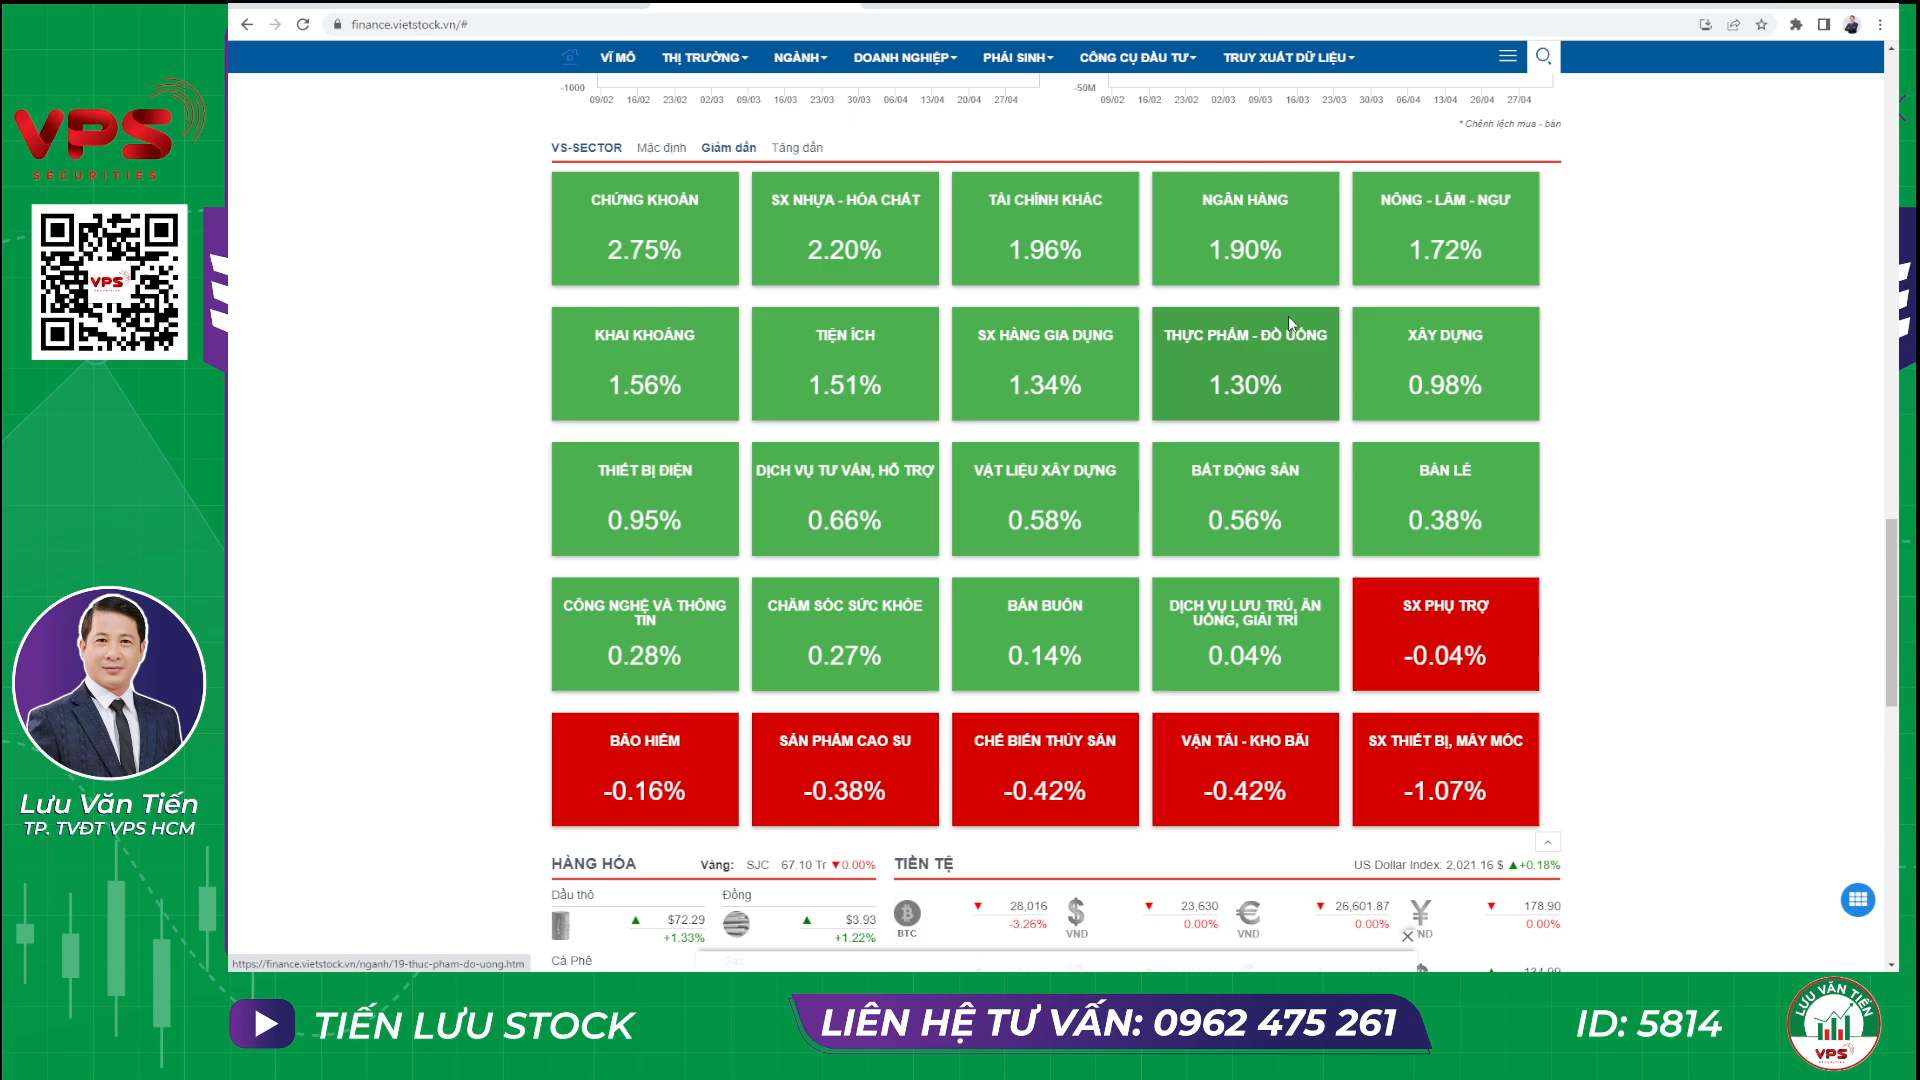 finance.vietstock.vn/#
VĨ MÔ THỊ TRƯỜNG NGÀNH DOANH NGHIỆP PHÁI SINH CÔNG CỤ ĐẦU TƯ TRUY XUẤT DỮ LIỆU
-1000
09/02 16/02 23/02 02/03 09/03 16/03 23/03 30/03 06/04 13/04 20/04 27/04
-50M
09/02 16/02 23/02 02/03 09/03 16/03 23/03 30/03 06/04 13/04 20/04 27/04
* Chênh lệch mua - bán
VS-SECTOR Mặc định Giảm dần Tăng dần
CHỨNG KHOÁN
2.75%
SX NHỰA - HÓA CHẤT
2.20%
TÀI CHÍNH KHÁC
1.96%
NGÂN HÀNG
1.90%
NÔNG - LÂM - NGƯ
1.72%
KHAI KHOÁNG
1.56%
TIỆN ÍCH
1.51%
SX HÀNG GIA DỤNG
1.34%
THỰC PHẨM - ĐỒ UỐNG
1.30%
XÂY DỰNG
0.98%
THIẾT BỊ ĐIỆN
0.95%
DỊCH VỤ TƯ VẤN, HỖ TRỢ
0.66%
VẬT LIỆU XÂY DỰNG
0.58%
BẤT ĐỘNG SẢN
0.56%
BÁN LẺ
0.38%
CÔNG NGHỆ VÀ THÔNG
TIN
0.28%
CHĂM SÓC SỨC KHỎE
0.27%
BÁN BUÔN
0.14%
DỊCH VỤ LƯU TRÚ, ĂN
UỐNG, GIẢI TRÍ
0.04%
SX PHỤ TRỢ
-0.04%
BẢO HIỂM
-0.16%
SẢN PHẨM CAO SU
-0.38%
CHẾ BIẾN THỦY SẢN
-0.42%
VẬN TẢI - KHO BÃI
-0.42%
SX THIẾT BỊ, MÁY MÓC
-1.07%
HÀNG HÓA Vàng: SJC 67.10 Tr ▼0.00%
Dầu thô
▲ $72.29
+1.33%
Đồng
▲ $3.93
+1.22%
Cà Phê
Gas
TIỀN TỆ US Dollar Index: 2,021.16 $ ▲+0.18%
BTC
▼ 28,016
-3.26%
VND
▼ 23,630
0.00%
VND
▼ 26,601.87
0.00%
ND
▼ 178.90
0.00%
134.99
https://finance.vietstock.vn/nganh/19-thuc-pham-do-uong.htm
VPS
SECURITIES
VPS
Lưu Văn Tiến
TP. TVĐT VPS HCM
TIẾN LƯU STOCK
LIÊN HỆ TƯ VẤN: 0962 475 261
ID: 5814
LƯU VĂN TIẾN
VPS